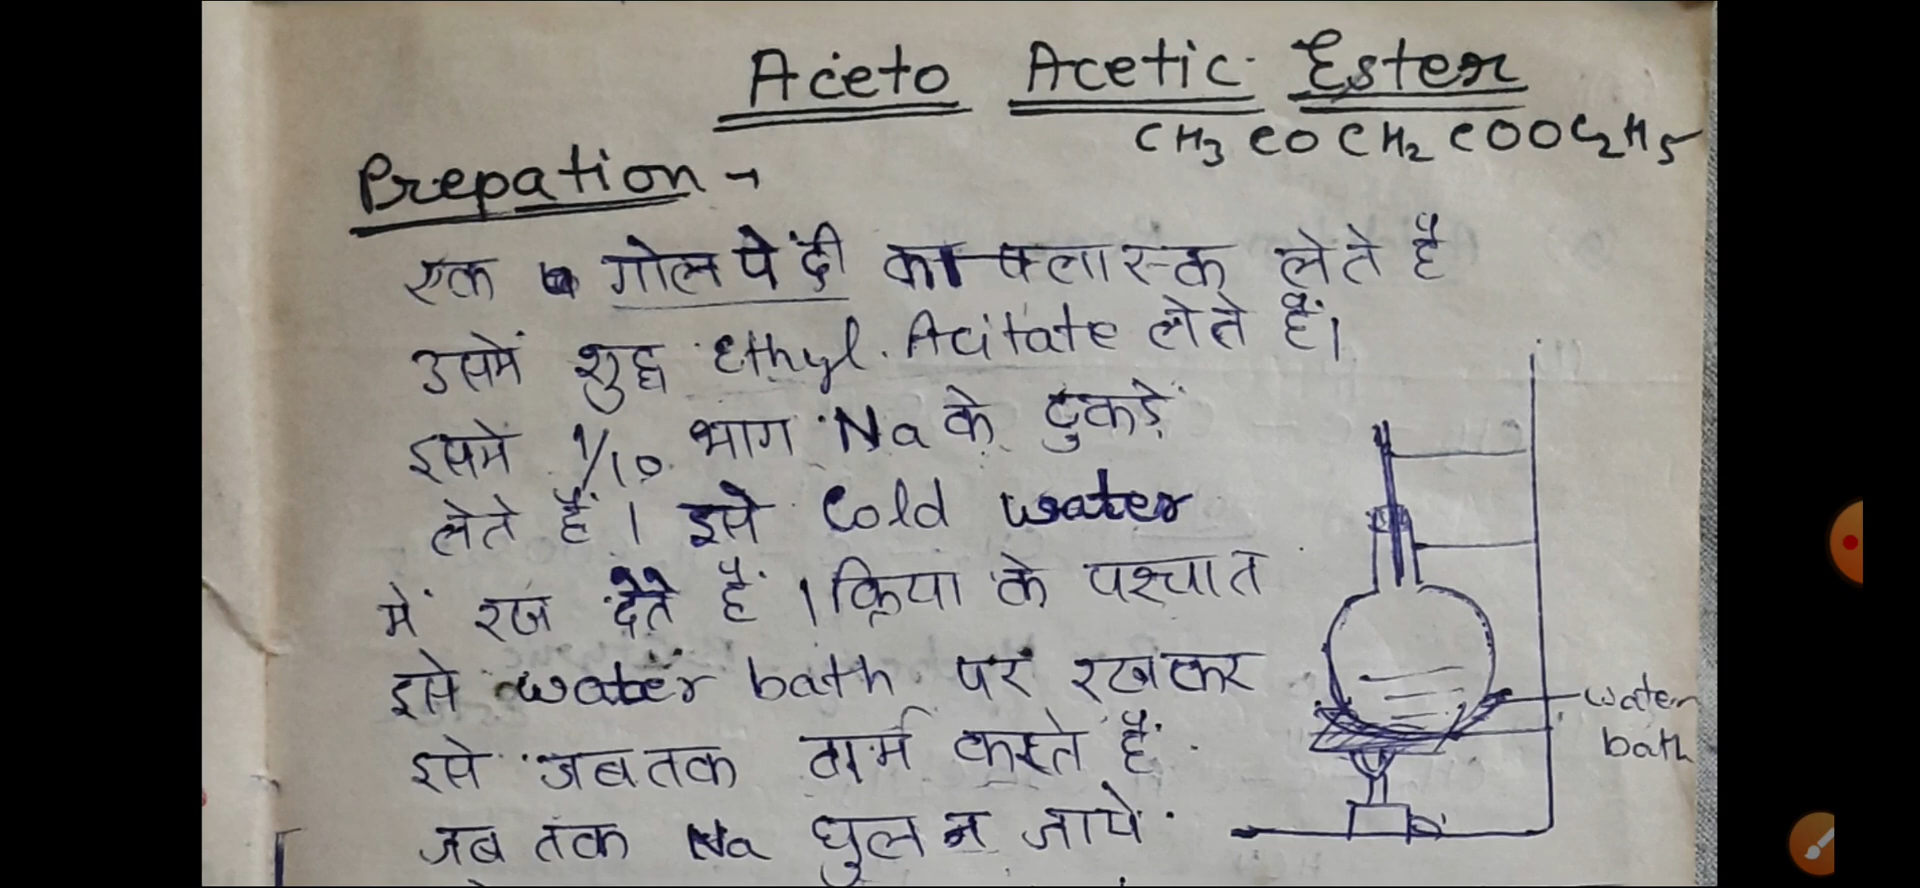 Aceto Acetic Ester
CH3 CO CH2 COOC2H5
Prepation →
एक गोल पेंदी का फ्लास्क लेते है
उसमें शुद्ध Ethyl. Acitate लेते हैं।
इसमें 1/10 भाग Na के टुकड़े
लेते हैं। इसे Cold water
में रख देते हैं। क्रिया के पश्चात
इसे water bath पर रखकर
इसे जबतक गर्म करते हैं
जब तक Na घुल न जाये
water
bath